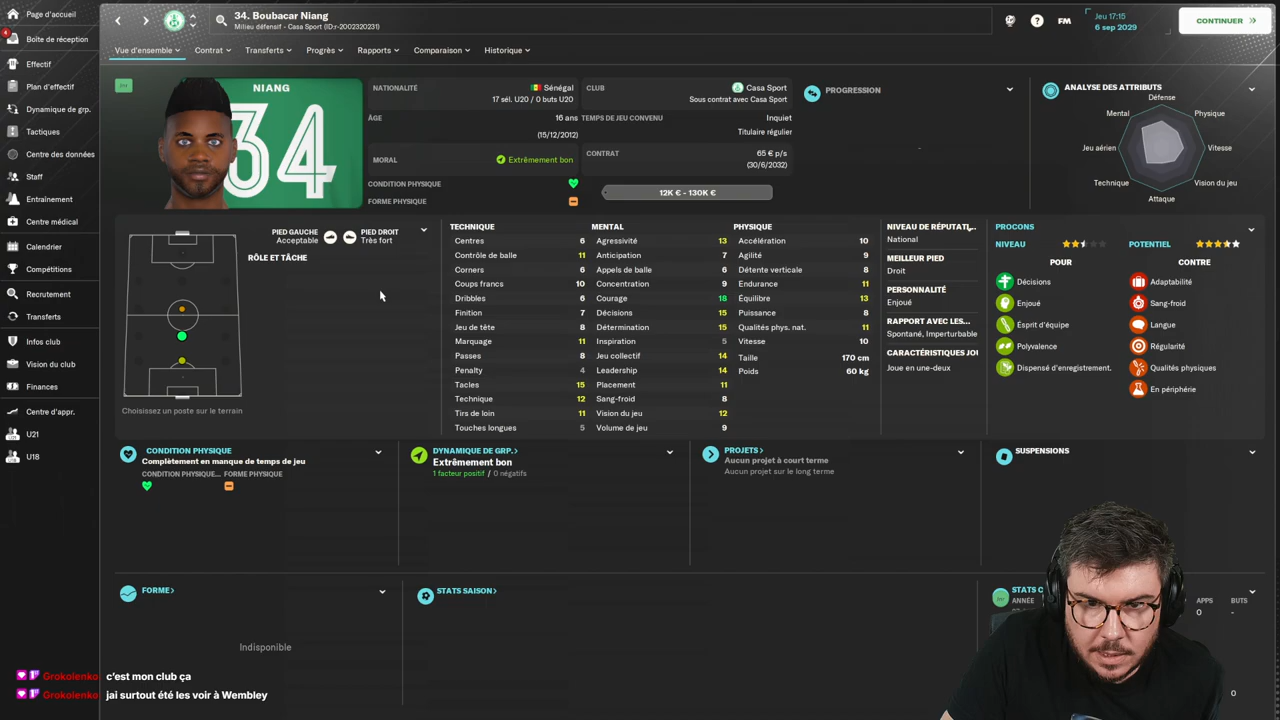 Page d'accueil
4
Boîte de réception
Effectif
Plan d'effectif
Dynamique de grp.
Tactiques
Centre des données
Staff
Entraînement
Centre médical
Calendrier
Compétitions
Recrutement
Transferts
Infos club
Vision du club
Finances
Centre d'appr.
U21
U18
34. Boubacar Niang
Milieu défensif - Casa Sport (ID:r-2002320231)
FM
Jeu 17:15
6 sep 2029
CONTINUER
Vue d'ensemble
Contrat
Transferts
Progrès
Rapports
Comparaison
Historique
NIANG
34
NATIONALITÉ
Sénégal
17 sél. U20 / 0 buts U20
ÂGE
16 ans
(15/12/2012)
MORAL
Extrêmement bon
CONDITION PHYSIQUE
FORME PHYSIQUE
CLUB
Casa Sport
Sous contrat avec Casa Sport
TEMPS DE JEU CONVENU
Inquiet
Titulaire régulier
CONTRAT
65 € p/s
(30/6/2032)
12K € - 130K €
PROGRESSION
-
ANALYSE DES ATTRIBUTS
Défense
Mental
Physique
Jeu aérien
Vitesse
Technique
Vision du jeu
Attaque
PIED GAUCHE
Acceptable
PIED DROIT
Très fort
RÔLE ET TÂCHE
Choisissez un poste sur le terrain
TECHNIQUE
Centres 6
Contrôle de balle 11
Corners 6
Coups francs 10
Dribbles 6
Finition 7
Jeu de tête 8
Marquage 11
Passes 8
Penalty 4
Tacles 15
Technique 12
Tirs de loin 11
Touches longues 5
MENTAL
Agressivité 13
Anticipation 7
Appels de balle 6
Concentration 9
Courage 18
Décisions 15
Détermination 15
Inspiration 5
Jeu collectif 14
Leadership 14
Placement 11
Sang-froid 8
Vision du jeu 12
Volume de jeu 9
PHYSIQUE
Accélération 10
Agilité 9
Détente verticale 8
Endurance 11
Équilibre 13
Puissance 8
Qualités phys. nat. 11
Vitesse 10
Taille 170 cm
Poids 60 kg
NIVEAU DE RÉPUTATI...
National
MEILLEUR PIED
Droit
PERSONNALITÉ
Enjoué
RAPPORT AVEC LES...
Spontané, Imperturbable
CARACTÉRISTIQUES JOU
Joue en une-deux
PROCONS
NIVEAU
POTENTIEL
POUR
Décisions
Enjoué
Esprit d'équipe
Polyvalence
Dispensé d'enregistrement.
CONTRE
Adaptabilité
Sang-froid
Langue
Régularité
Qualités physiques
En périphérie
CONDITION PHYSIQUE
Complètement en manque de temps de jeu
CONDITION PHYSIQUE...
FORME PHYSIQUE
DYNAMIQUE DE GRP.>
Extrêmement bon
1 facteur positif / 0 négatifs
PROJETS>
Aucun projet à court terme
Aucun projet sur le long terme
SUSPENSIONS
FORME>
Indisponible
STATS SAISON>
STATS C
ANNÉE
APPS
BUTS
0
-
0
Grokolenko c'est mon club ça
Grokolenko jai surtout été les voir à Wembley